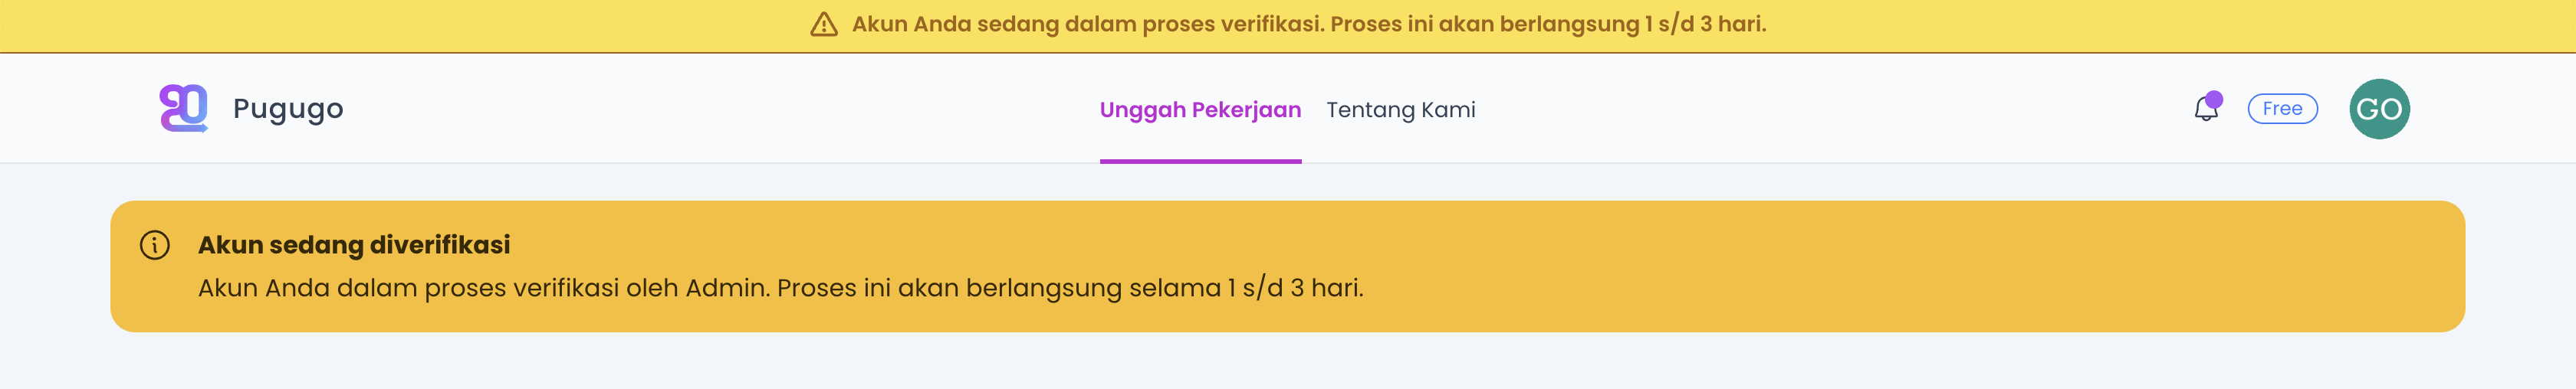 Akun Anda sedang dalam proses verifikasi. Proses ini akan berlangsung 1 s/d 3 hari.
Pugugo
Unggah Pekerjaan
Tentang Kami
Free
GO
Akun sedang diverifikasi
Akun Anda dalam proses verifikasi oleh Admin. Proses ini akan berlangsung selama 1 s/d 3 hari.